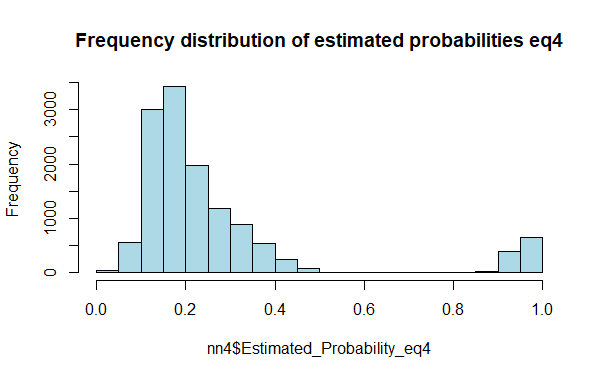 Frequency distribution of estimated probabilities eq4
Frequency
3000
2000
1000
0
0.0 0.2 0.4 0.6 0.8 1.0
nn4$Estimated_Probability_eq4